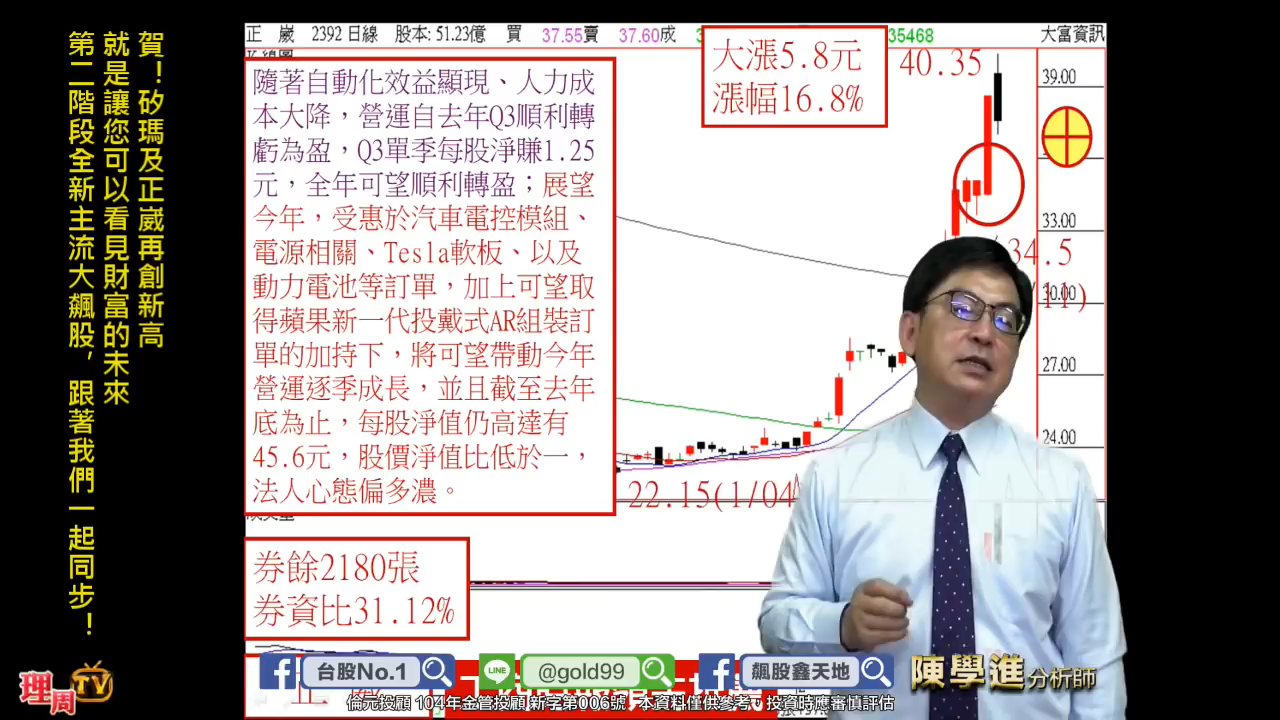 賀！矽瑪及正崴再創新高
就是讓您可以看見財富的未來
第二階段全新主流大飆股，跟著我們一起同步！
正 崴 2392 日線 股本: 51.23億 買 37.55賣 37.60成 35468 大富資訊
大漲5.8元
漲幅16.8%
40.35
39.00
33.00
30.00
27.00
24.00
34.5
22.15(1/04
隨著自動化效益顯現、人力成
本大降，營運自去年Q3順利轉
虧為盈，Q3單季每股淨賺1.25
元，全年可望順利轉盈；展望
今年，受惠於汽車電控模組、
電源相關、Tesla軟板、以及
動力電池等訂單，加上可望取
得蘋果新一代投戴式AR組裝訂
單的加持下，將可望帶動今年
營運逐季成長，並且截至去年
底為止，每股淨值仍高達有
45.6元，股價淨值比低於一，
法人心態偏多濃。
券餘2180張
券資比31.12%
台股No.1
LINE
@gold99
飆股鑫天地
陳學進分析師
理周TV
倫元投顧 104年金管投顧 新字第006號 本資料僅供參考，投資時應審慎評估